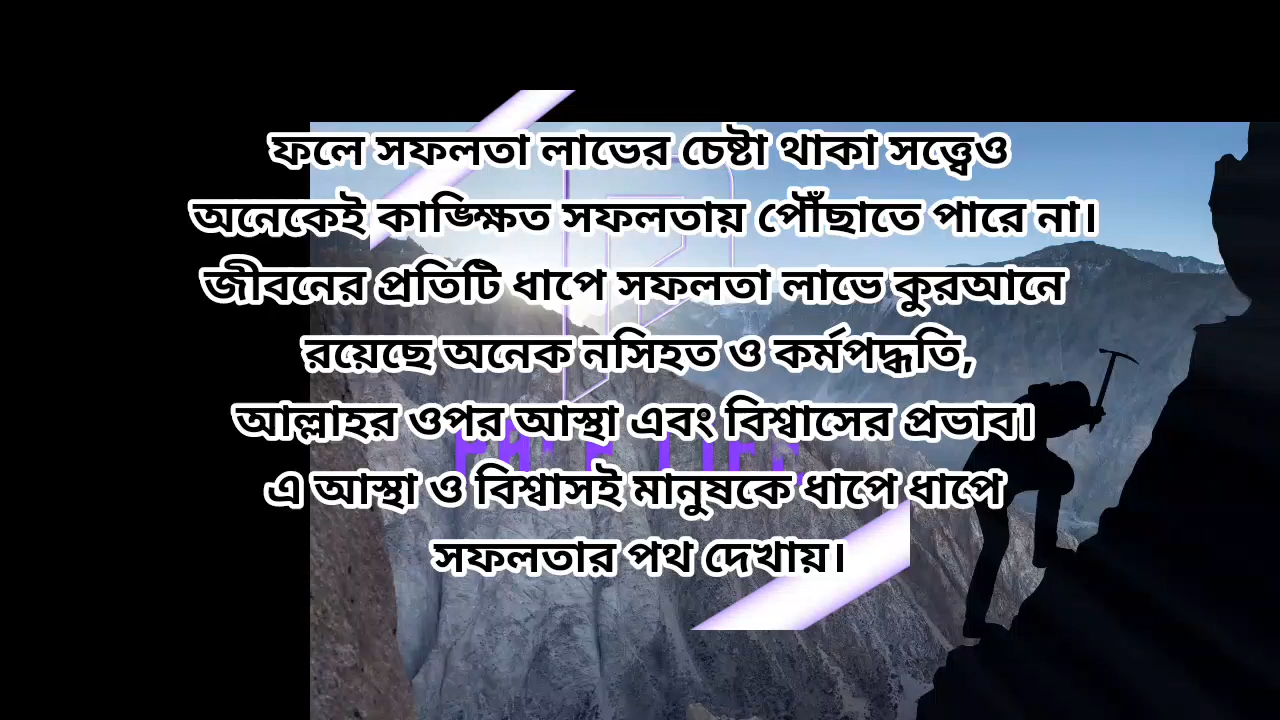 ফলে সফলতা লাভের চেষ্টা থাকা সত্ত্বেও
অনেকেই কাঙ্ক্ষিত সফলতায় পৌঁছাতে পারে না।
জীবনের প্রতিটি ধাপে সফলতা লাভে কুরআনে
রয়েছে অনেক নসিহত ও কর্মপদ্ধতি,
আল্লাহর ওপর আস্থা এবং বিশ্বাসের প্রভাব।
এ আস্থা ও বিশ্বাসই মানুষকে ধাপে ধাপে
সফলতার পথ দেখায়।